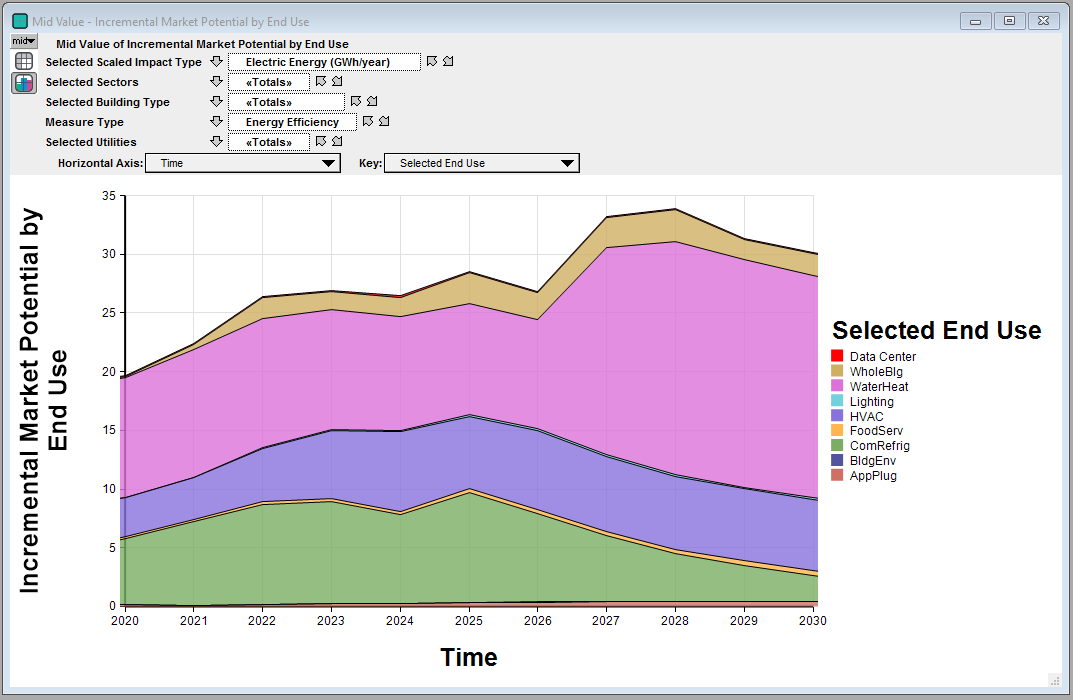 Mid Value - Incremental Market Potential by End Use
mid
Mid Value of Incremental Market Potential by End Use
Selected Scaled Impact Type Electric Energy (GWh/year)
Selected Sectors «Totals»
Selected Building Type «Totals»
Measure Type Energy Efficiency
Selected Utilities «Totals»
Horizontal Axis: Time Key: Selected End Use
Incremental Market Potential by
End Use
35
30
25
20
15
10
5
0
2020 2021 2022 2023 2024 2025 2026 2027 2028 2029 2030
Time
Selected End Use
Data Center
WholeBlg
WaterHeat
Lighting
HVAC
FoodServ
ComRefrig
BldgEnv
AppPlug